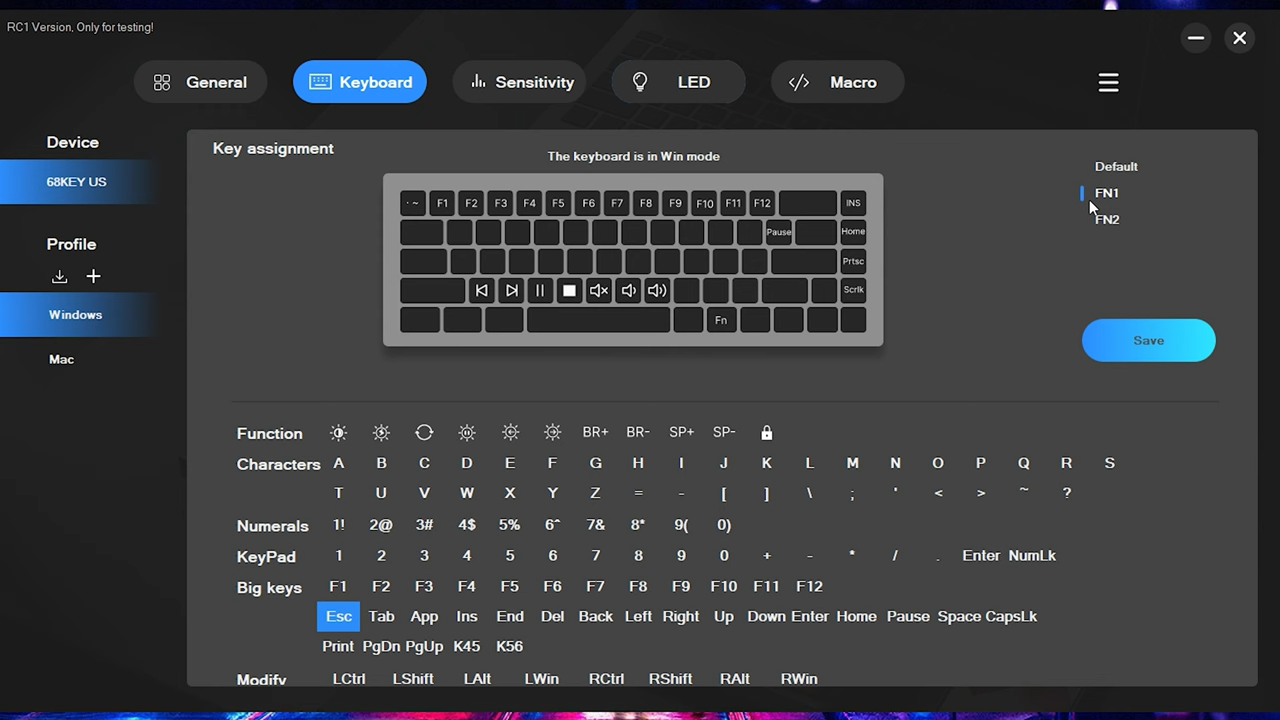 RC1 Version, Only for testing!
General
Keyboard
Sensitivity
LED
Macro
Device
68KEY US
Profile
Windows
Mac
Key assignment
The keyboard is in Win mode
· ~ F1 F2 F3 F4 F5 F6 F7 F8 F9 F10 F11 F12 INS
Pause Home
Prtsc
Scrlk
Fn
Default
FN1
FN2
Save
Function BR+ BR- SP+ SP-
Characters A B C D E F G H I J K L M N O P Q R S
T U V W X Y Z = - [ ] \ ; ' < > ~ ?
Numerals 1! 2@ 3# 4$ 5% 6^ 7& 8* 9( 0)
KeyPad 1 2 3 4 5 6 7 8 9 0 + - * / . Enter NumLk
Big keys F1 F2 F3 F4 F5 F6 F7 F8 F9 F10 F11 F12
Esc Tab App Ins End Del Back Left Right Up Down Enter Home Pause Space CapsLk
Print PgDn PgUp K45 K56
Modify LCtrl LShift LAlt LWin RCtrl RShift RAlt RWin